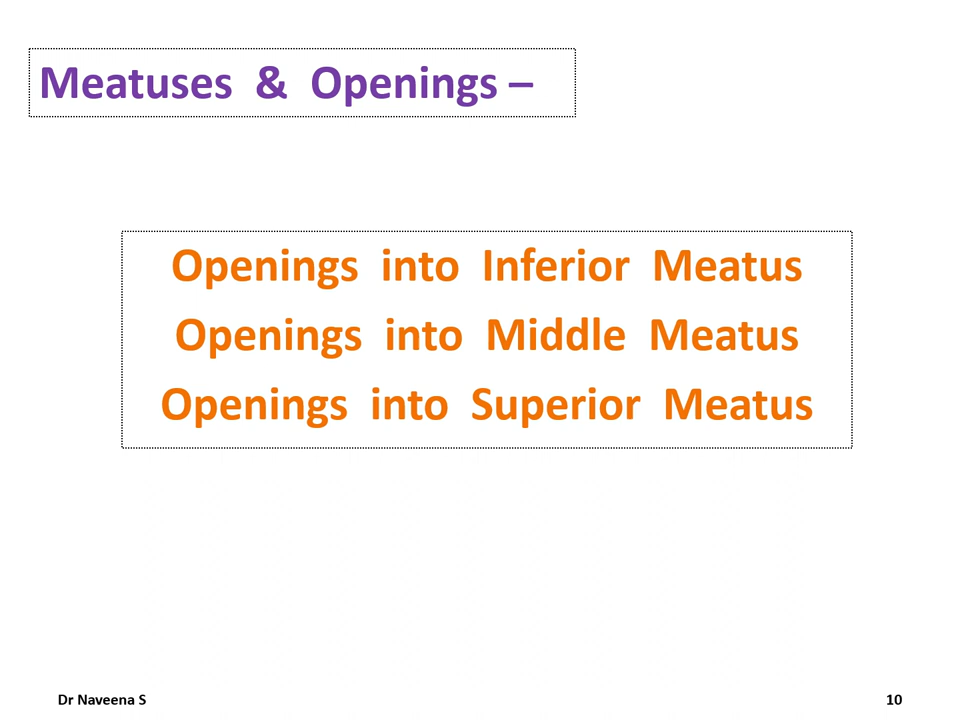 Meatuses & Openings –
Openings into Inferior Meatus
Openings into Middle Meatus
Openings into Superior Meatus
Dr Naveena S
10